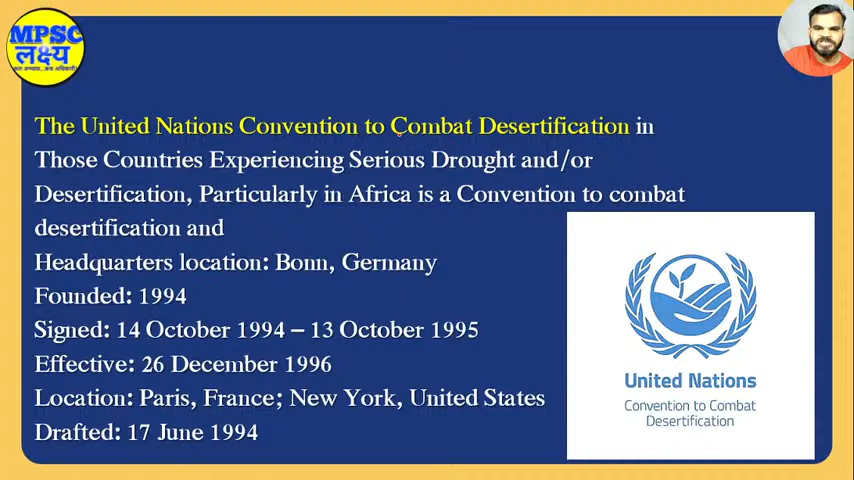 MPSC
लक्ष्य
The United Nations Convention to Combat Desertification in
Those Countries Experiencing Serious Drought and/or
Desertification, Particularly in Africa is a Convention to combat
desertification and
Headquarters location: Bonn, Germany
Founded: 1994
Signed: 14 October 1994 – 13 October 1995
Effective: 26 December 1996
Location: Paris, France; New York, United States
Drafted: 17 June 1994
United Nations
Convention to Combat
Desertification